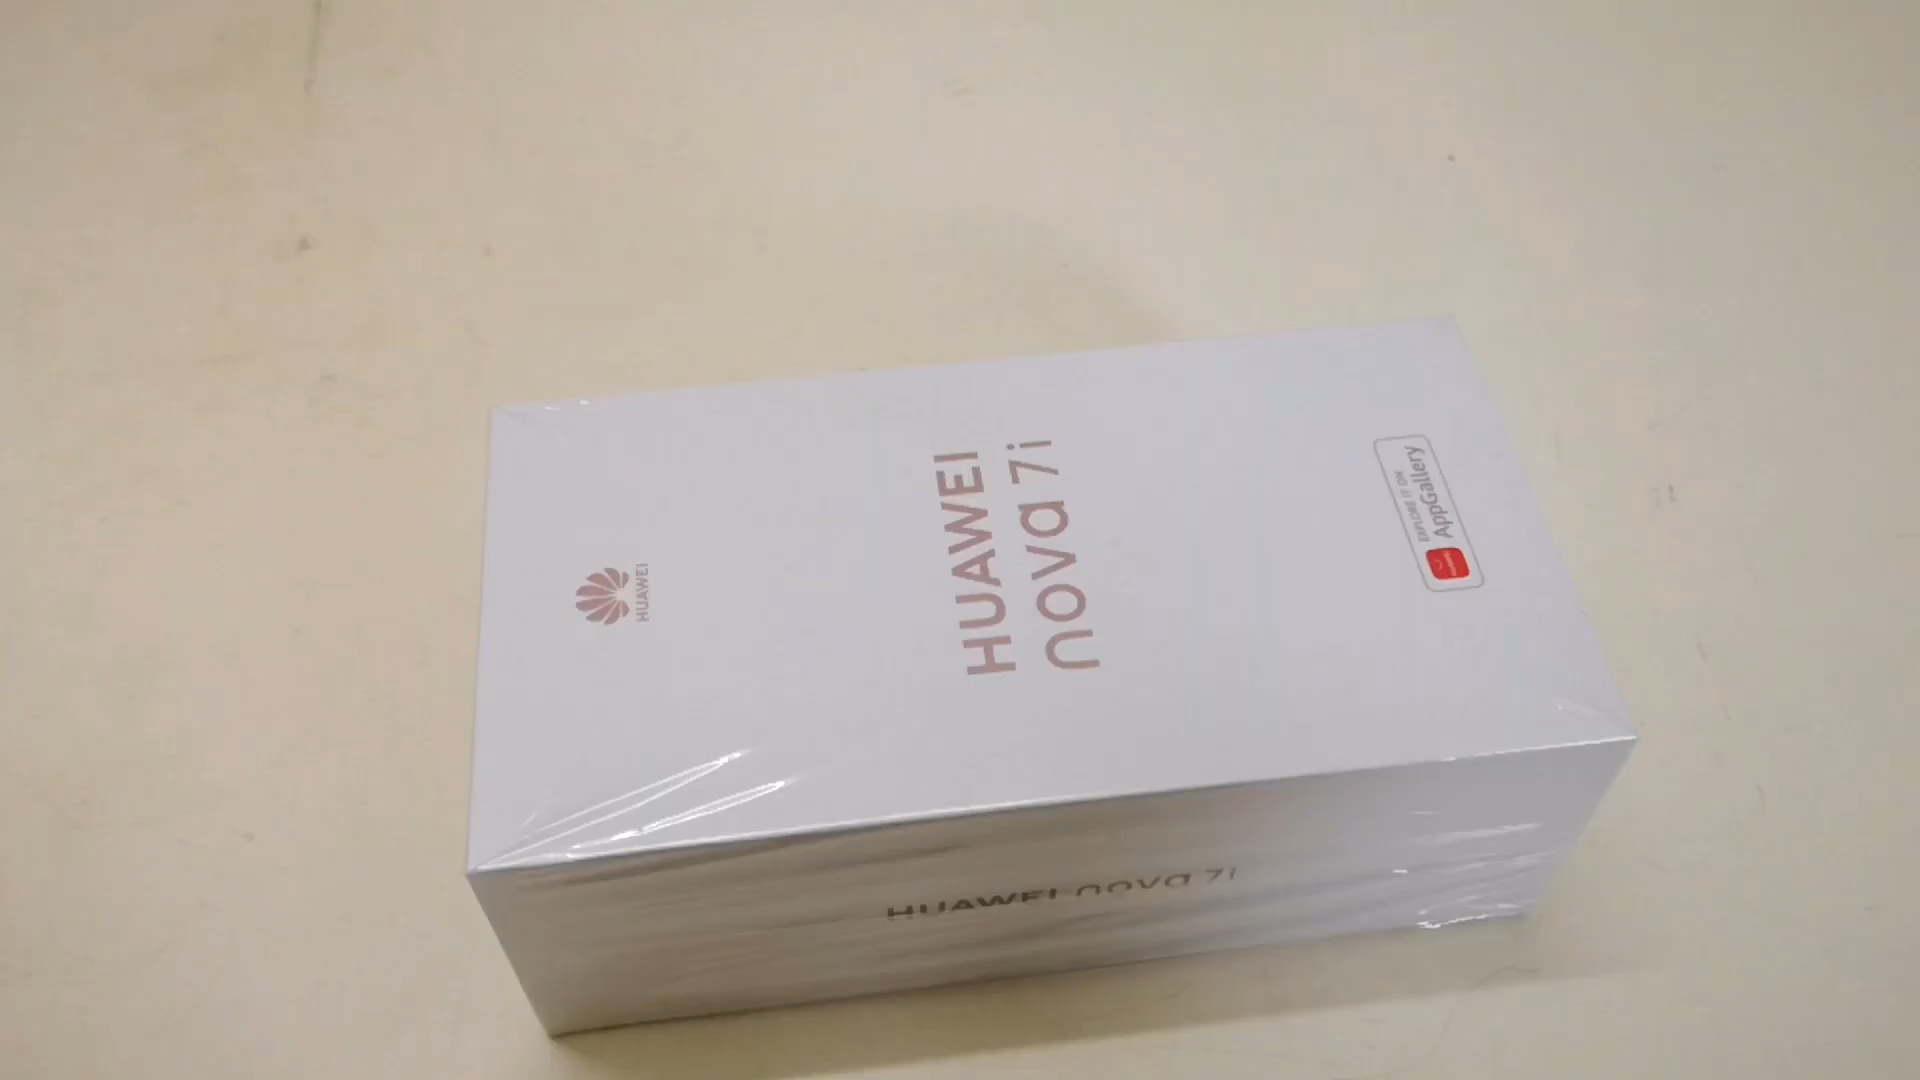 HUAWEI
HUAWEI
nova 7i
EXPLORE IT ON
AppGallery
HUAWEI nova 7i